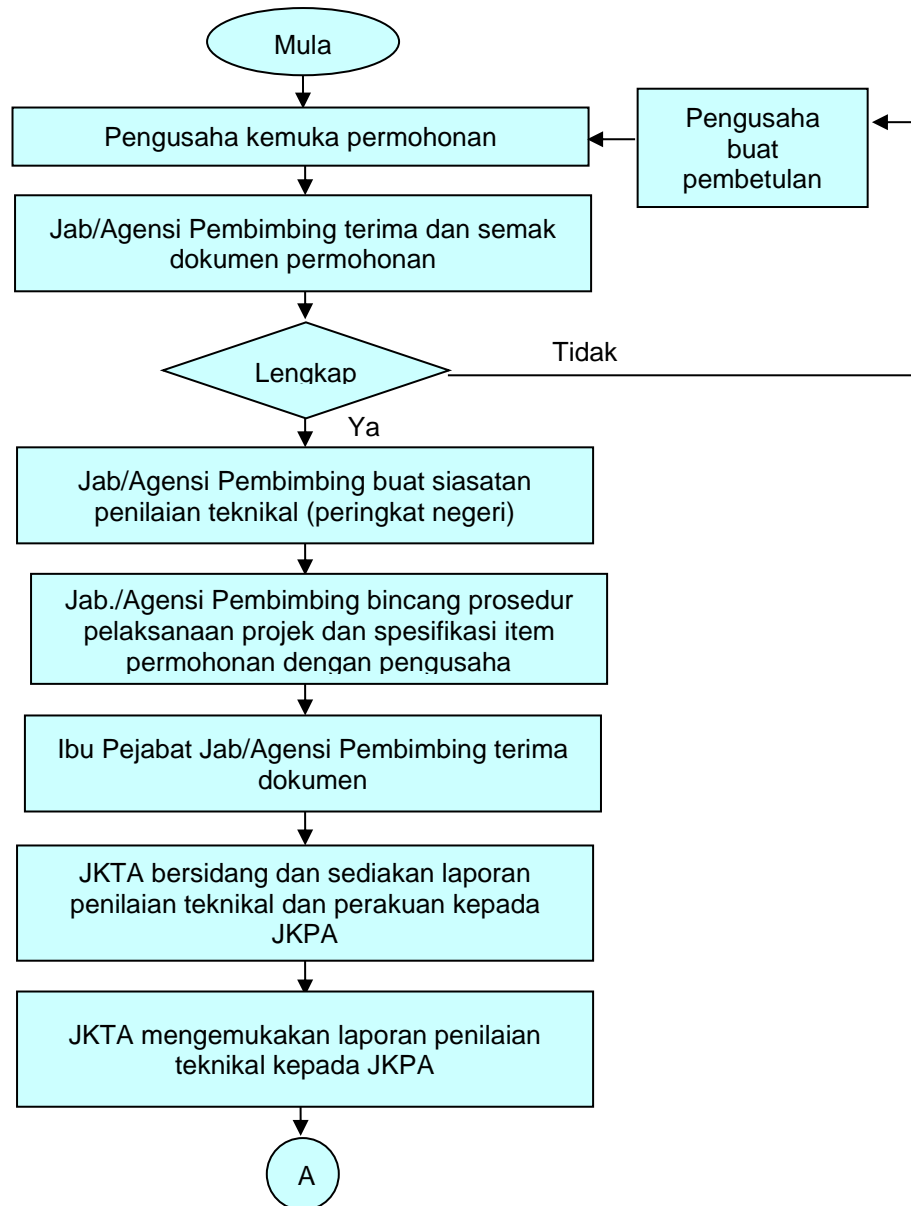 Mula
Pengusaha kemuka permohonan
Pengusaha
buat
pembetulan
Jab/Agensi Pembimbing terima dan semak
dokumen permohonan
Lengkap
Tidak
Ya
Jab/Agensi Pembimbing buat siasatan
penilaian teknikal (peringkat negeri)
Jab./Agensi Pembimbing bincang prosedur
pelaksanaan projek dan spesifikasi item
permohonan dengan pengusaha
Ibu Pejabat Jab/Agensi Pembimbing terima
dokumen
JKTA bersidang dan sediakan laporan
penilaian teknikal dan perakuan kepada
JKPA
JKTA mengemukakan laporan penilaian
teknikal kepada JKPA
A